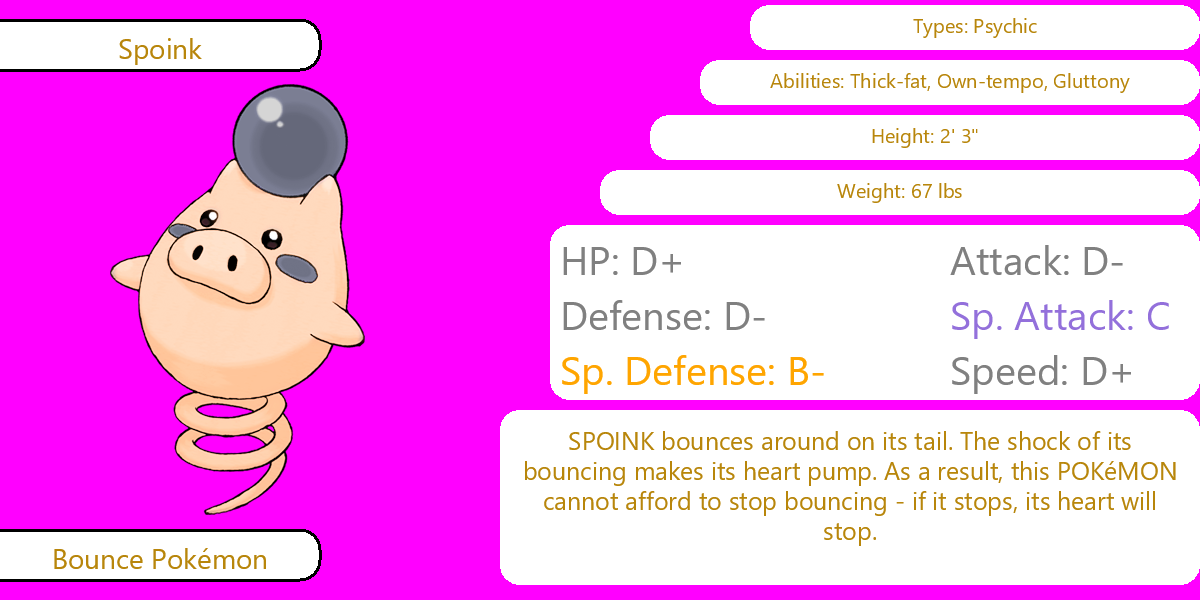 Spoink
Types: Psychic
Abilities: Thick-fat, Own-tempo, Gluttony
Height: 2' 3"
Weight: 67 lbs
HP: D+
Attack: D-
Defense: D-
Sp. Attack: C
Sp. Defense: B-
Speed: D+
SPOINK bounces around on its tail. The shock of its
bouncing makes its heart pump. As a result, this POKéMON
cannot afford to stop bouncing - if it stops, its heart will
stop.
Bounce Pokémon